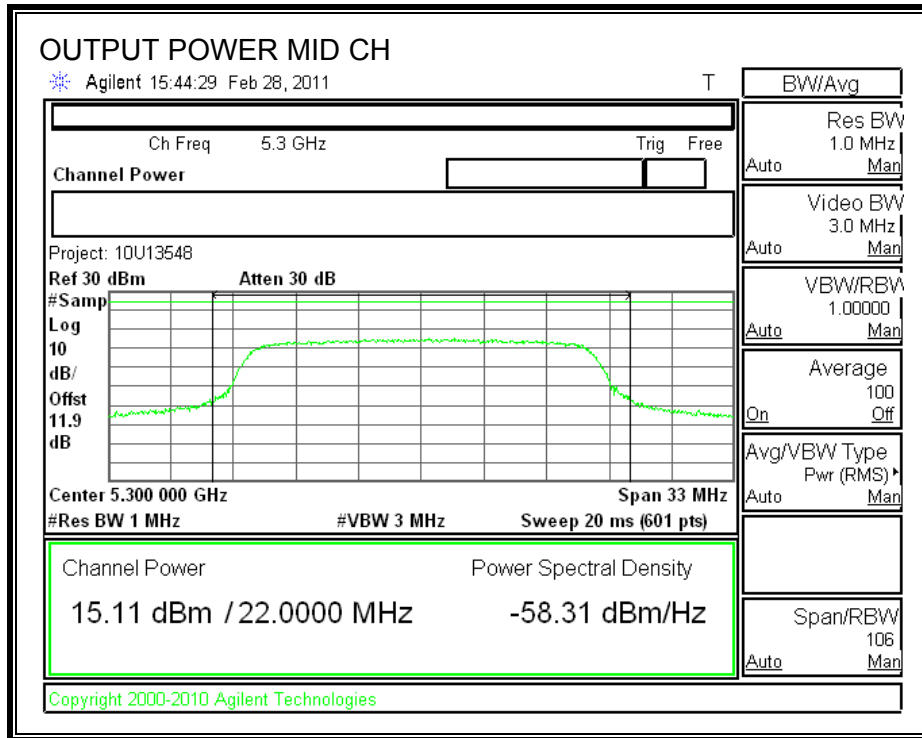 OUTPUT POWER MID CH
Agilent 15:44:29 Feb 28, 2011 T
Ch Freq 5.3 GHz Trig Free
Channel Power
Project: 10U13548
Ref 30 dBm Atten 30 dB
#Samp
Log
10
dB/
Offst
11.9
dB
Center 5.300 000 GHz Span 33 MHz
#Res BW 1 MHz #VBW 3 MHz Sweep 20 ms (601 pts)
Channel Power Power Spectral Density
15.11 dBm / 22.0000 MHz -58.31 dBm/Hz
Copyright 2000-2010 Agilent Technologies
BW/Avg
Res BW
1.0 MHz
Auto Man
Video BW
3.0 MHz
Auto Man
VBW/RBW
1.00000
Auto Man
Average
100
On Off
Avg/VBW Type
Pwr (RMS)
Auto Man
Span/RBW
106
Auto Man